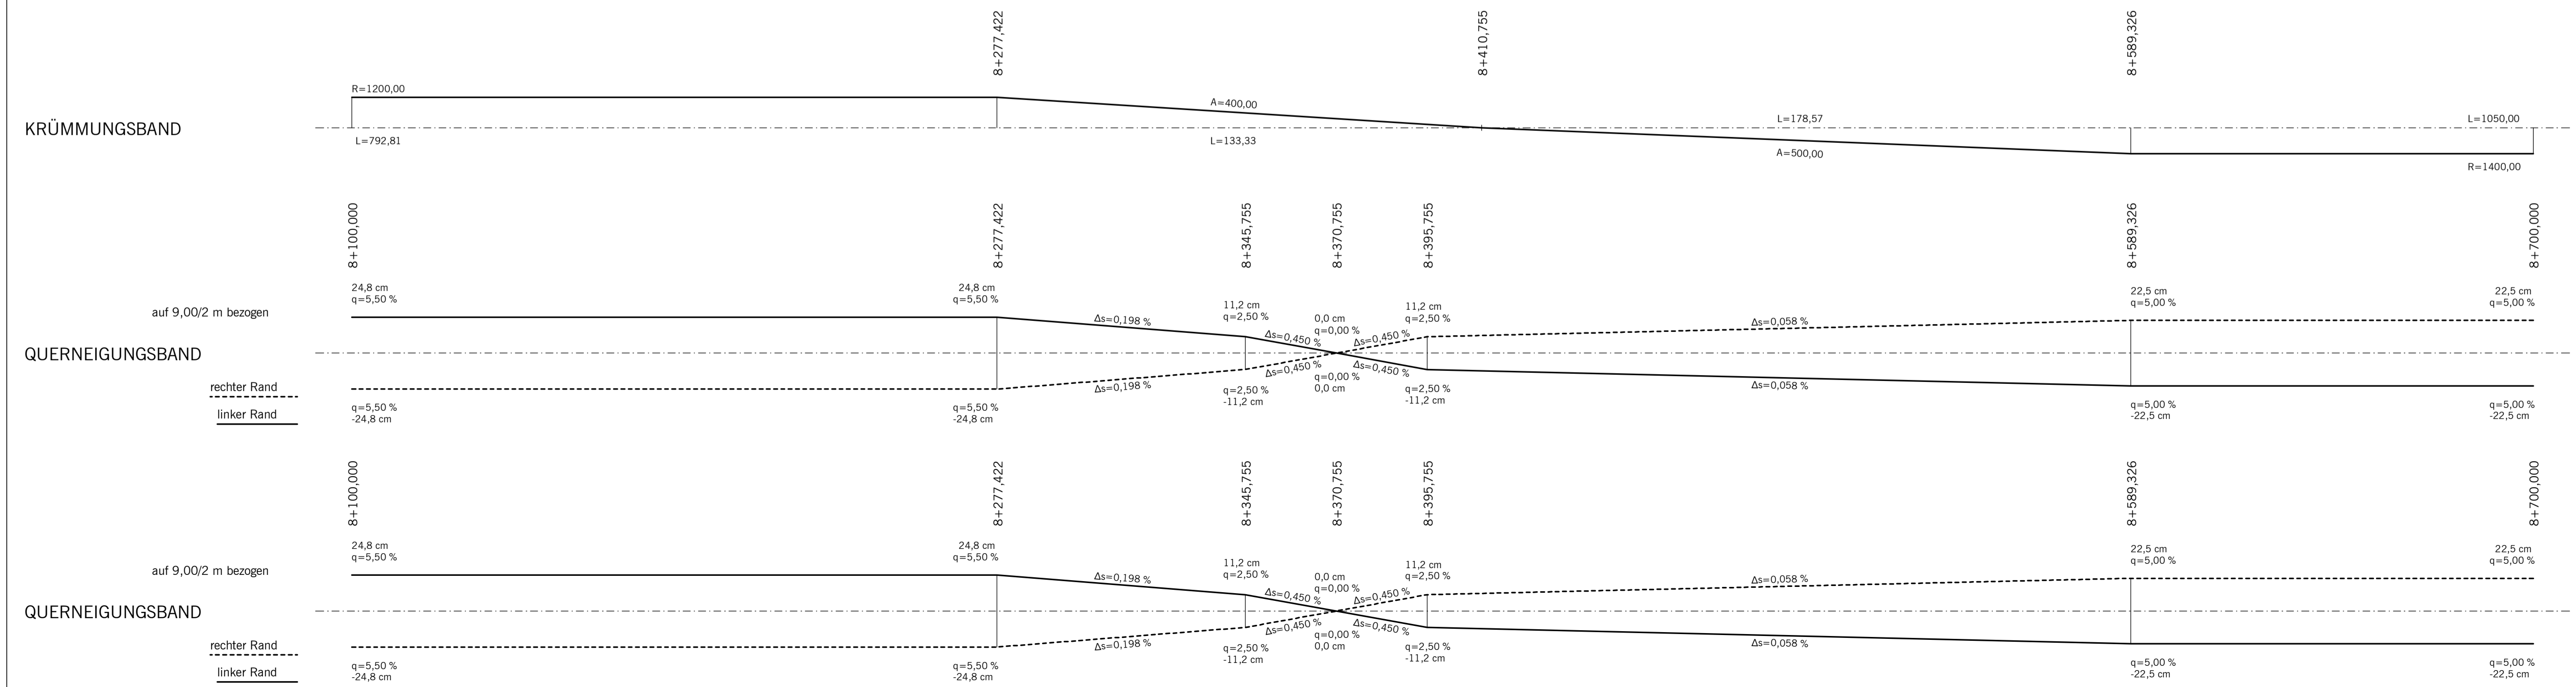 8+277,422
8+410,755
8+589,326
R=1200,00
A=400,00
L=178,57
L=1050,00
KRÜMMUNGSBAND
L=792,81
L=133,33
A=500,00
R=1400,00
8+100,000
8+277,422
8+345,755
8+370,755
8+395,755
8+589,326
8+700,000
24,8 cm
q=5,50 %
24,8 cm
q=5,50 %
11,2 cm
q=2,50 %
0,0 cm
q=0,00 %
11,2 cm
q=2,50 %
22,5 cm
q=5,00 %
22,5 cm
q=5,00 %
auf 9,00/2 m bezogen
Δs=0,198 %
Δs=0,450 %
Δs=0,450 %
Δs=0,058 %
QUERNEIGUNGSBAND
Δs=0,198 %
Δs=0,450 %
Δs=0,450 %
Δs=0,058 %
rechter Rand
linker Rand
q=5,50 %
-24,8 cm
q=5,50 %
-24,8 cm
q=2,50 %
-11,2 cm
q=0,00 %
0,0 cm
q=2,50 %
-11,2 cm
q=5,00 %
-22,5 cm
q=5,00 %
-22,5 cm
8+100,000
8+277,422
8+345,755
8+370,755
8+395,755
8+589,326
8+700,000
24,8 cm
q=5,50 %
24,8 cm
q=5,50 %
11,2 cm
q=2,50 %
0,0 cm
q=0,00 %
11,2 cm
q=2,50 %
22,5 cm
q=5,00 %
22,5 cm
q=5,00 %
auf 9,00/2 m bezogen
Δs=0,198 %
Δs=0,450 %
Δs=0,450 %
Δs=0,058 %
QUERNEIGUNGSBAND
Δs=0,198 %
Δs=0,450 %
Δs=0,450 %
Δs=0,058 %
rechter Rand
linker Rand
q=5,50 %
-24,8 cm
q=5,50 %
-24,8 cm
q=2,50 %
-11,2 cm
q=0,00 %
0,0 cm
q=2,50 %
-11,2 cm
q=5,00 %
-22,5 cm
q=5,00 %
-22,5 cm